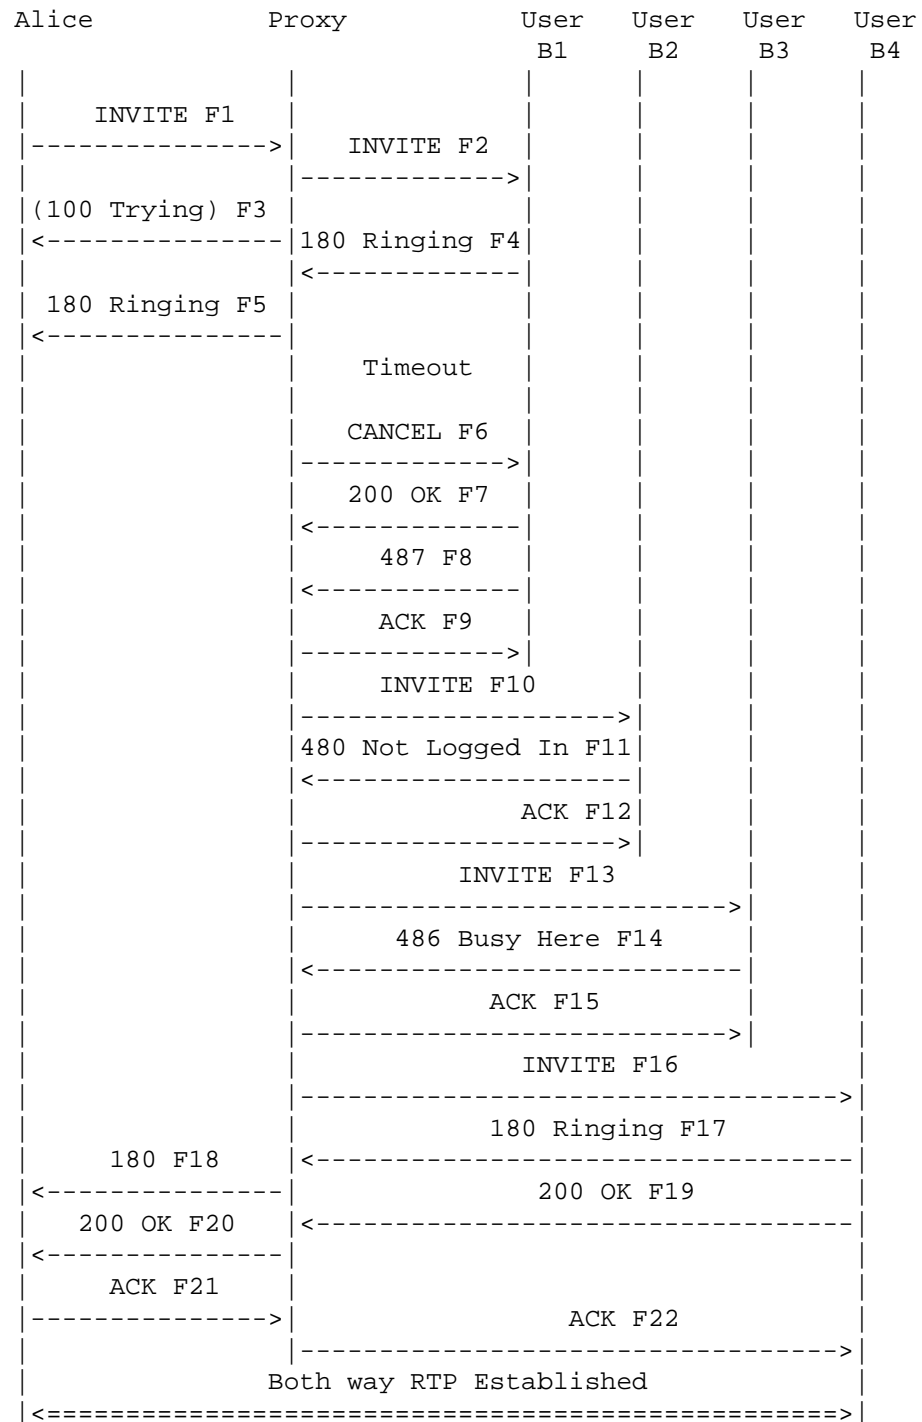 Alice Proxy User User User User
B1 B2 B3 B4
INVITE F1
INVITE F2
(100 Trying) F3
180 Ringing F4
180 Ringing F5
Timeout
CANCEL F6
200 OK F7
487 F8
ACK F9
INVITE F10
480 Not Logged In F11
ACK F12
INVITE F13
486 Busy Here F14
ACK F15
INVITE F16
180 Ringing F17
180 F18
200 OK F19
200 OK F20
ACK F21
ACK F22
Both way RTP Established